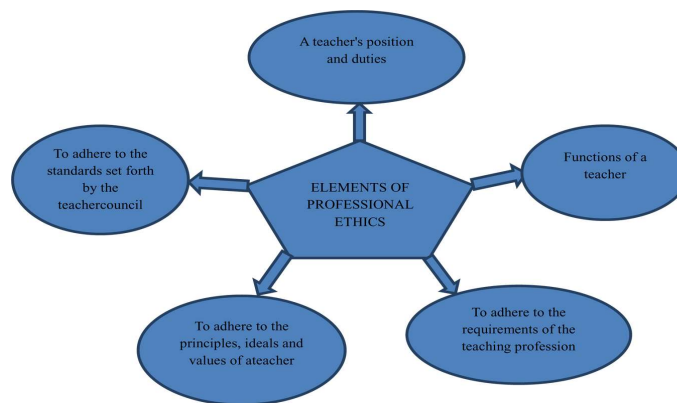 A teacher's position
and duties
To adhere to the
standards set forth
by the
teachercouncil
ELEMENTS OF
PROFESSIONAL
ETHICS
Functions of a
teacher
To adhere to the
principles, ideals and
values of ateacher
To adhere to the
requirements of the
teaching profession